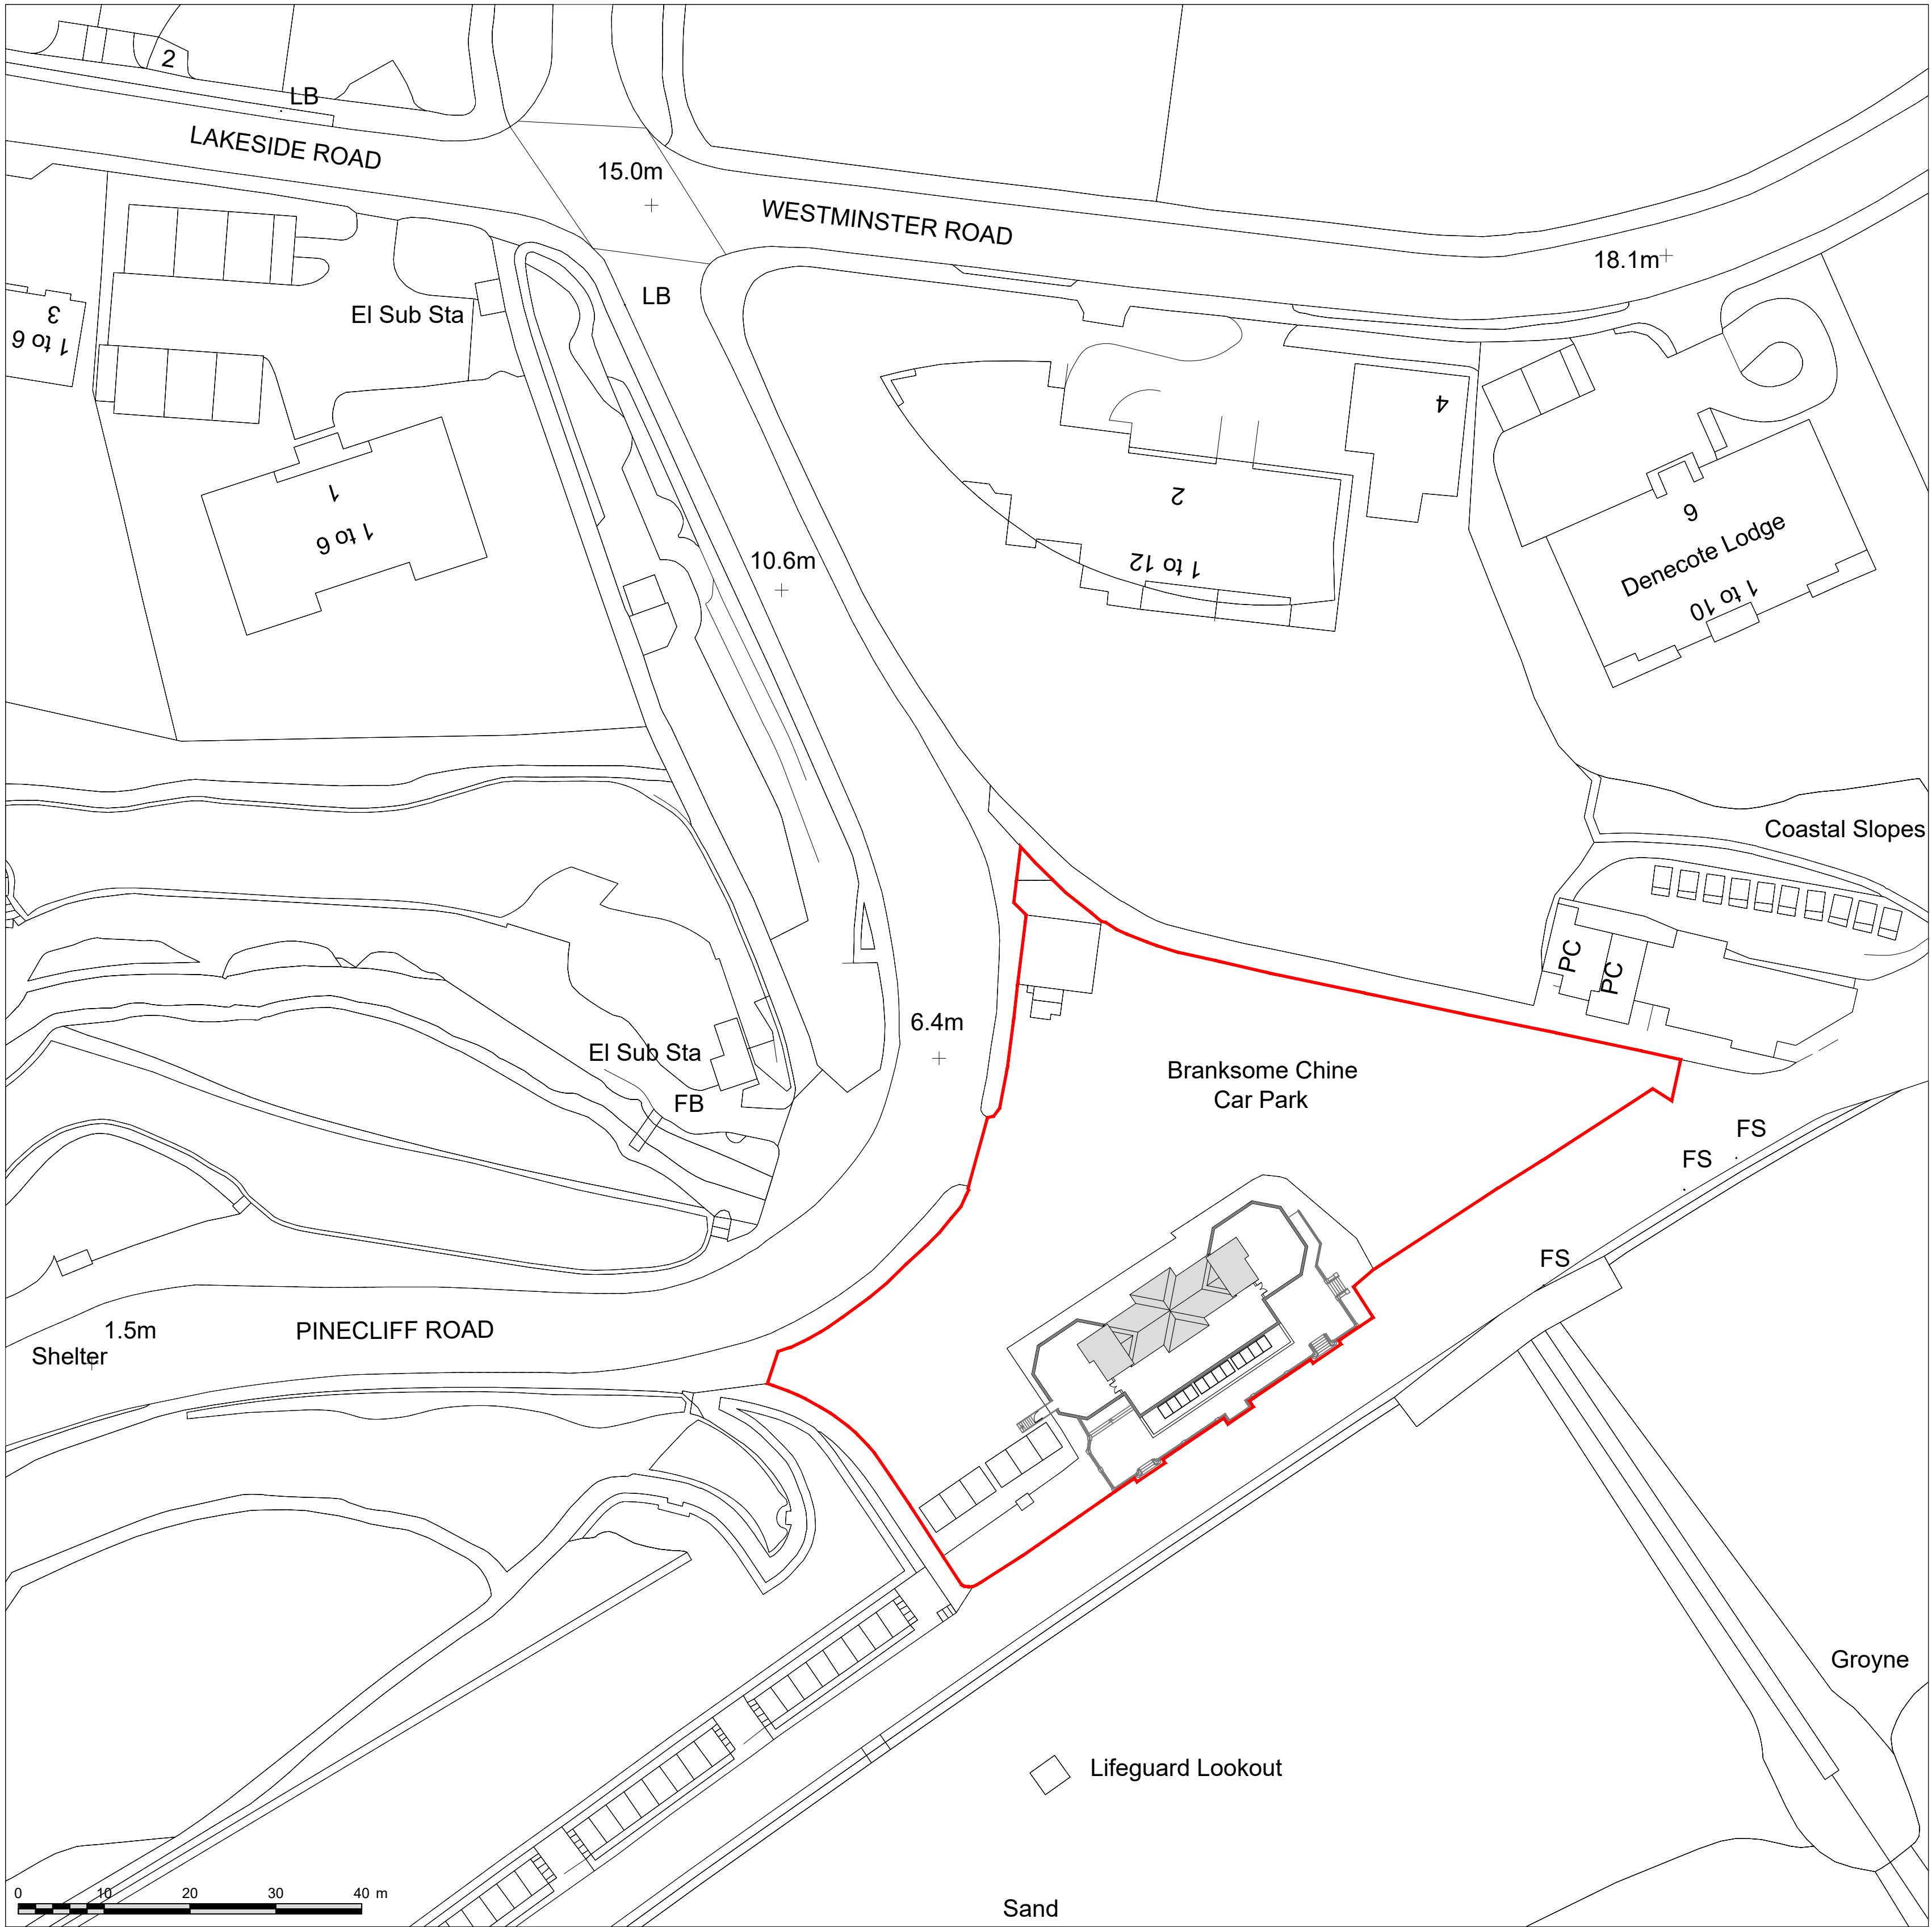 2
LB
LAKESIDE ROAD
15.0m
WESTMINSTER ROAD
18.1m
LB
El Sub Sta
3
1 to 6
4
1
1 to 6
2
1 to 12
6
Denecote Lodge
1 to 10
10.6m
Coastal Slopes
PC
PC
6.4m
El Sub Sta
FB
Branksome Chine
Car Park
FS
FS
FS
1.5m
PINECLIFF ROAD
Shelter
Groyne
Lifeguard Lookout
0 10 20 30 40 m
Sand